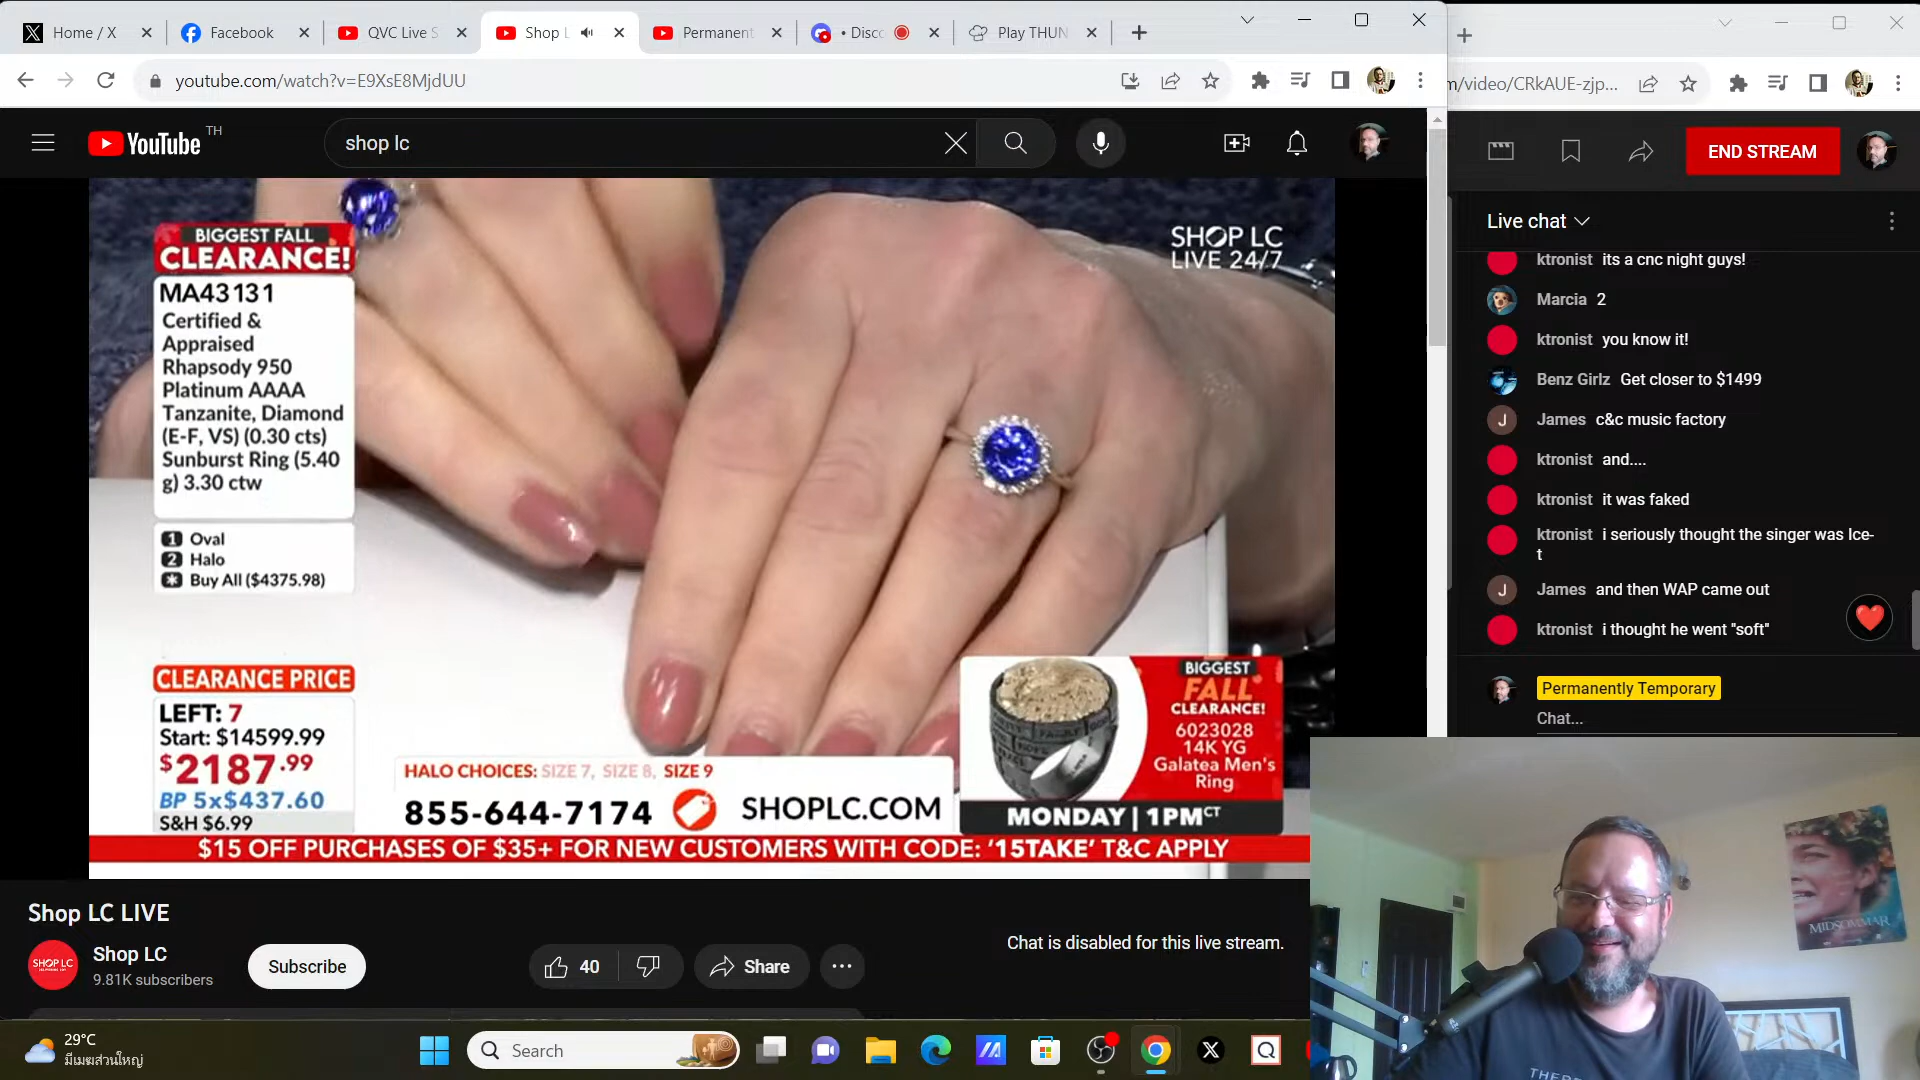 Home / X
Facebook
QVC Live S
Shop L
Permanent
• Disc
Play THUN
youtube.com/watch?v=E9XsE8MjdUU
m/video/CRkAUE-zjp...
YouTube TH
shop lc
END STREAM
BIGGEST FALL
CLEARANCE!
MA43131
Certified &
Appraised
Rhapsody 950
Platinum AAAA
Tanzanite, Diamond
(E-F, VS) (0.30 cts)
Sunburst Ring (5.40
g) 3.30 ctw
1 Oval
2 Halo
* Buy All ($4375.98)
SHOP LC
LIVE 24/7
CLEARANCE PRICE
LEFT: 7
Start: $14599.99
$2187.99
BP 5x$437.60
S&H $6.99
HALO CHOICES: SIZE 7, SIZE 8, SIZE 9
855-644-7174
SHOPLC.COM
BIGGEST
FALL
CLEARANCE!
6023028
14K YG
Galatea Men's
Ring
MONDAY | 1PM CT
$15 OFF PURCHASES OF $35+ FOR NEW CUSTOMERS WITH CODE: '15TAKE' T&C APPLY
Live chat
ktronist its a cnc night guys!
Marcia 2
ktronist you know it!
Benz Girlz Get closer to $1499
J James c&c music factory
ktronist and....
ktronist it was faked
ktronist i seriously thought the singer was Ice-
t
J James and then WAP came out
ktronist i thought he went "soft"
Permanently Temporary
Chat...
Shop LC LIVE
SHOP LC
Shop LC
9.81K subscribers
Subscribe
40
Share
Chat is disabled for this live stream.
MIDSOMMAR
29°C
มีเมฆส่วนใหญ่
Search
THERE